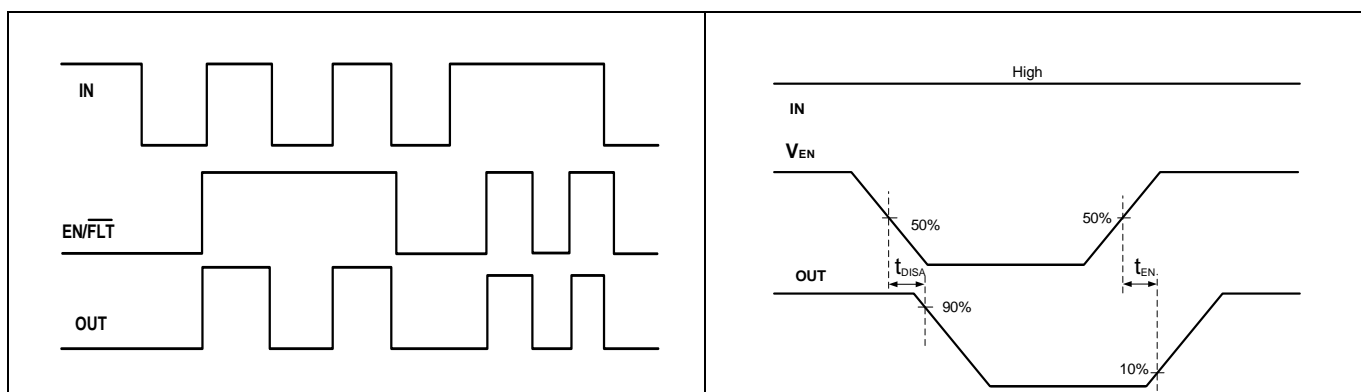 IN
EN/FLT
OUT
High
IN
VEN
50%
50%
tDISA
tEN.
OUT
90%
10%